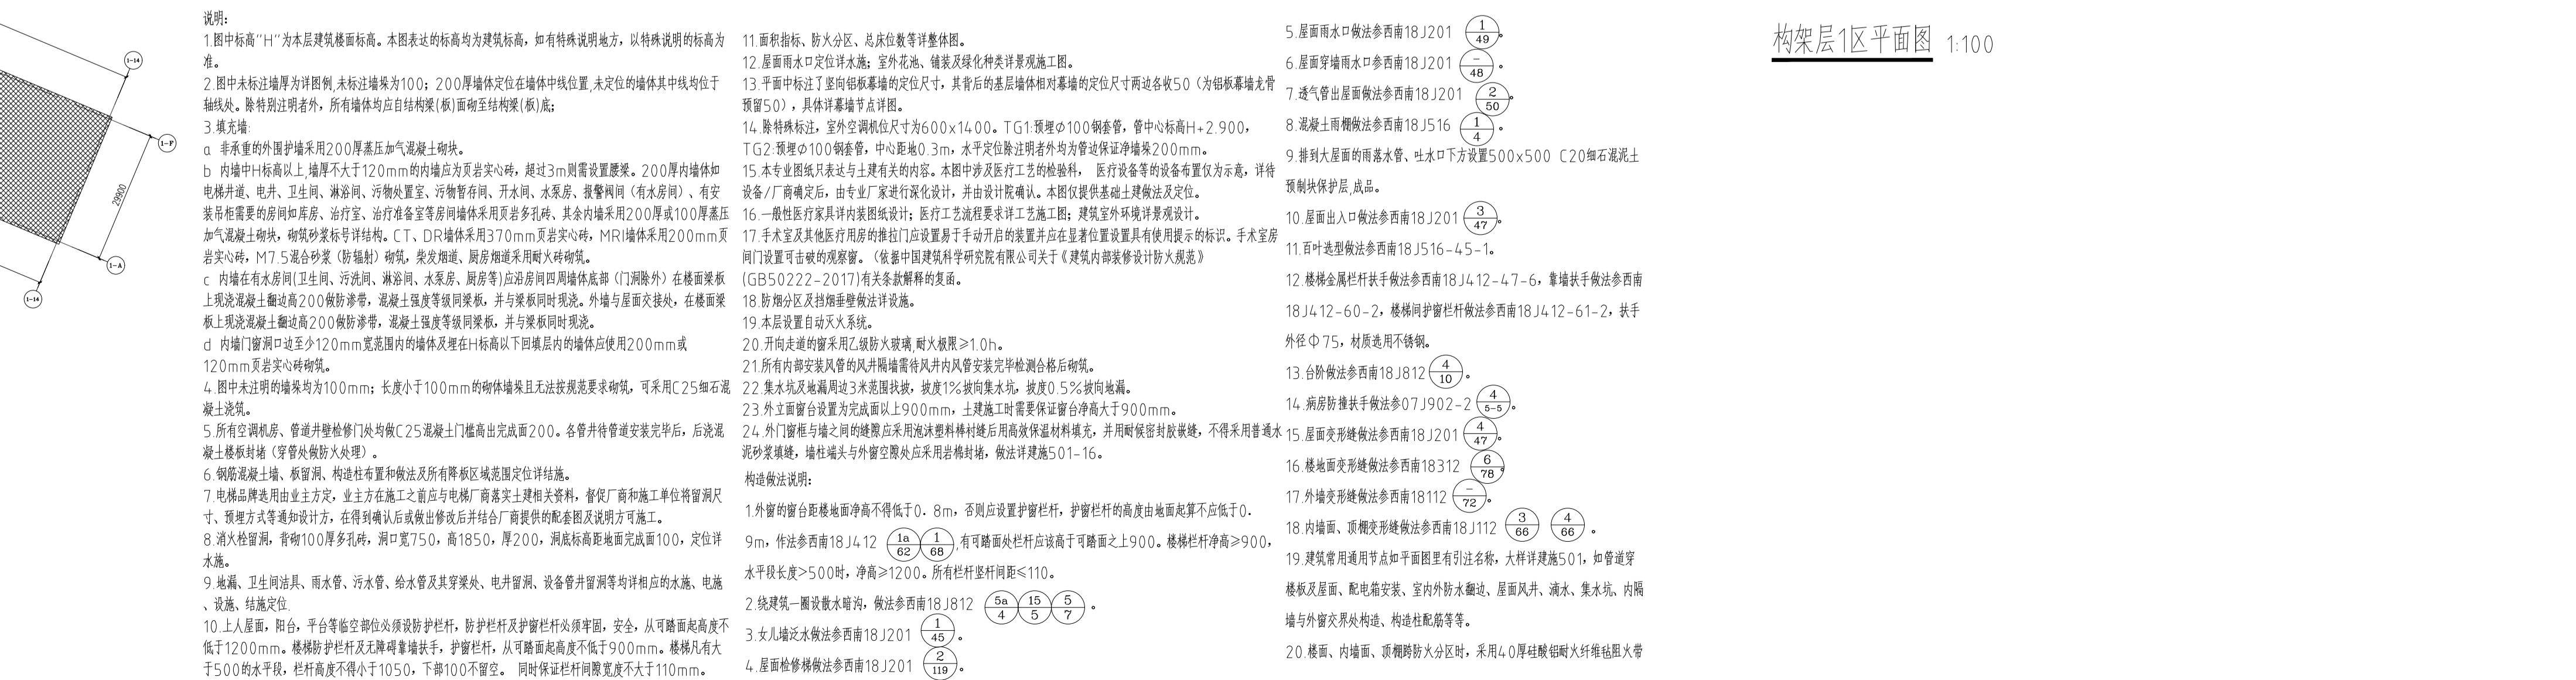 1-14
1-F
29900
1-A
1-14
说明:
1.图中标高"H"为本层建筑楼面标高。本图表达的标高均为建筑标高，如有特殊说明地方，以特殊说明的标高为
准。
2.图中未标注墙厚为详图例,未标注墙垛为100；200厚墙体定位在墙体中线位置,未定位的墙体其中线均位于
轴线处。除特别注明者外，所有墙体均应自结构梁(板)面砌至结构梁(板)底；
3.填充墙:
a 非承重的外围护墙采用200厚蒸压加气混凝土砌块。
b 内墙中H标高以上,墙厚不大于120mm的内墙应为页岩实心砖，超过3m则需设置腰梁。200厚内墙体如
电梯井道、电井、卫生间、淋浴间、污物处置室、污物暂存间、开水间、水泵房、报警阀间（有水房间）、有安
装吊柜需要的房间如库房、治疗室、治疗准备室等房间墙体采用页岩多孔砖、其余内墙采用200厚或100厚蒸压
加气混凝土砌块，砌筑砂浆标号详结构。CT、DR墙体采用370mm页岩实心砖，MRI墙体采用200mm页
岩实心砖，M7.5混合砂浆（防辐射）砌筑，柴发烟道、厨房烟道采用耐火砖砌筑。
c 内墙在有水房间(卫生间、污洗间、淋浴间、水泵房、厨房等)应沿房间四周墙体底部（门洞除外）在楼面梁板
上现浇混凝土翻边高200做防渗带，混凝土强度等级同梁板，并与梁板同时现浇。外墙与屋面交接处，在楼面梁
板上现浇混凝土翻边高200做防渗带，混凝土强度等级同梁板，并与梁板同时现浇。
d 内墙门窗洞口边至少120mm宽范围内的墙体及埋在H标高以下回填层内的墙体应使用200mm或
120mm页岩实心砖砌筑。
4.图中未注明的墙垛均为100mm；长度小于100mm的砌体墙垛且无法按规范要求砌筑，可采用C25细石混
凝土浇筑。
5.所有空调机房、管道井壁检修门处均做C25混凝土门槛高出完成面200。各管井待管道安装完毕后，后浇混
凝土楼板封堵（穿管处做防火处理）。
6.钢筋混凝土墙、板留洞、构造柱布置和做法及所有降板区域范围定位详结施。
7.电梯品牌选用由业主方定，业主方在施工之前应与电梯厂商落实土建相关资料，督促厂商和施工单位将留洞尺
寸、预埋方式等通知设计方，在得到确认后或做出修改后并结合厂商提供的配套图及说明方可施工。
8.消火栓留洞，背砌100厚多孔砖，洞口宽750，高1850，厚200，洞底标高距地面完成面100，定位详
水施。
9.地漏、卫生间洁具、雨水管、污水管、给水管及其穿梁处、电井留洞、设备管井留洞等均详相应的水施、电施
、设施、结施定位.
10.上人屋面，阳台，平台等临空部位必须设防护栏杆，防护栏杆及护窗栏杆必须牢固，安全，从可踏面起高度不
低于1200mm。楼梯防护栏杆及无障碍靠墙扶手，护窗栏杆，从可踏面起高度不低于900mm。楼梯凡有大
于500的水平段，栏杆高度不得小于1050，下部100不留空。 同时保证栏杆间隙宽度不大于110mm。
11.面积指标、防火分区、总床位数等详整体图。
12.屋面雨水口定位详水施；室外花池、铺装及绿化种类详景观施工图。
13.平面中标注了竖向铝板幕墙的定位尺寸，其背后的基层墙体相对幕墙的定位尺寸两边各收50（为铝板幕墙龙骨
预留50），具体详幕墙节点详图。
14.除特殊标注，室外空调机位尺寸为600x1400。TG1:预埋Φ100钢套管，管中心标高H+2.900，
TG2:预埋Φ100钢套管，中心距地0.3m，水平定位除注明者外均为管边保证净墙垛200mm。
15.本专业图纸只表达与土建有关的内容。本图中涉及医疗工艺的检验科， 医疗设备等的设备布置仅为示意，详待
设备/厂商确定后，由专业厂家进行深化设计，并由设计院确认。本图仅提供基础土建做法及定位。
16.一般性医疗家具详内装图纸设计；医疗工艺流程要求详工艺施工图；建筑室外环境详景观设计。
17.手术室及其他医疗用房的推拉门应设置易于手动开启的装置并应在显著位置设置具有使用提示的标识。手术室房
间门设置可击破的观察窗。（依据中国建筑科学研究院有限公司关于《建筑内部装修设计防火规范》
(GB50222-2017)有关条款解释的复函。
18.防烟分区及挡烟垂壁做法详设施。
19.本层设置自动灭火系统。
20.开向走道的窗采用乙级防火玻璃,耐火极限≥1.0h。
21.所有内部安装风管的风井隔墙需待风井内风管安装完毕检测合格后砌筑。
22.集水坑及地漏周边3米范围找坡，坡度1%坡向集水坑，坡度0.5%坡向地漏。
23.外立面窗台设置为完成面以上900mm，土建施工时需要保证窗台净高大于900mm。
24.外门窗框与墙之间的缝隙应采用泡沫塑料棒衬缝后用高效保温材料填充，并用耐候密封胶嵌缝，不得采用普通水
泥砂浆填缝，墙柱端头与外窗空隙处应采用岩棉封堵，做法详建施501-16。
构造做法说明:
1.外窗的窗台距楼地面净高不得低于0. 8m，否则应设置护窗栏杆，护窗栏杆的高度由地面起算不应低于0.
9m，作法参西南18J412 1a/62 1/68 ,有可踏面处栏杆应该高于可踏面之上900。楼梯栏杆净高≥900，
水平段长度>500时，净高≥1200。所有栏杆竖杆间距≤110。
2.绕建筑一圈设散水暗沟，做法参西南18J812 5a/4 15/5 5/7 。
3.女儿墙泛水做法参西南18J201 1/45 。
4.屋面检修梯做法参西南18J201 2/119 。
5.屋面雨水口做法参西南18J201 1/49 。
6.屋面穿墙雨水口参西南18J201 -/48 。
7.透气管出屋面做法参西南18J201 2/50 。
8.混凝土雨棚做法参西南18J516 1/4 。
9.排到大屋面的雨落水管、吐水口下方设置500x500 C20细石混泥土
预制块保护层,成品。
10.屋面出入口做法参西南18J201 3/47 。
11.百叶选型做法参西南18J516-45-1。
12.楼梯金属栏杆扶手做法参西南18J412-47-6，靠墙扶手做法参西南
18J412-60-2，楼梯间护窗栏杆做法参西南18J412-61-2，扶手
外径Φ75，材质选用不锈钢。
13.台阶做法参西南18J812 4/10 。
14.病房防撞扶手做法参07J902-2 4/5-5 。
15.屋面变形缝做法参西南18J201 4/47 。
16.楼地面变形缝做法参西南18312 6/78 。
17.外墙变形缝做法参西南18112 -/72 。
18.内墙面、顶棚变形缝做法参西南18J112 3/66 4/66 。
19.建筑常用通用节点如平面图里有引注名称，大样详建施501，如管道穿
楼板及屋面、配电箱安装、室内外防水翻边、屋面风井、滴水、集水坑、内隔
墙与外窗交界处构造、构造柱配筋等等。
20.楼面、内墙面、顶棚跨防火分区时，采用40厚硅酸铝耐火纤维毡阻火带
构架层1区平面图 1:100